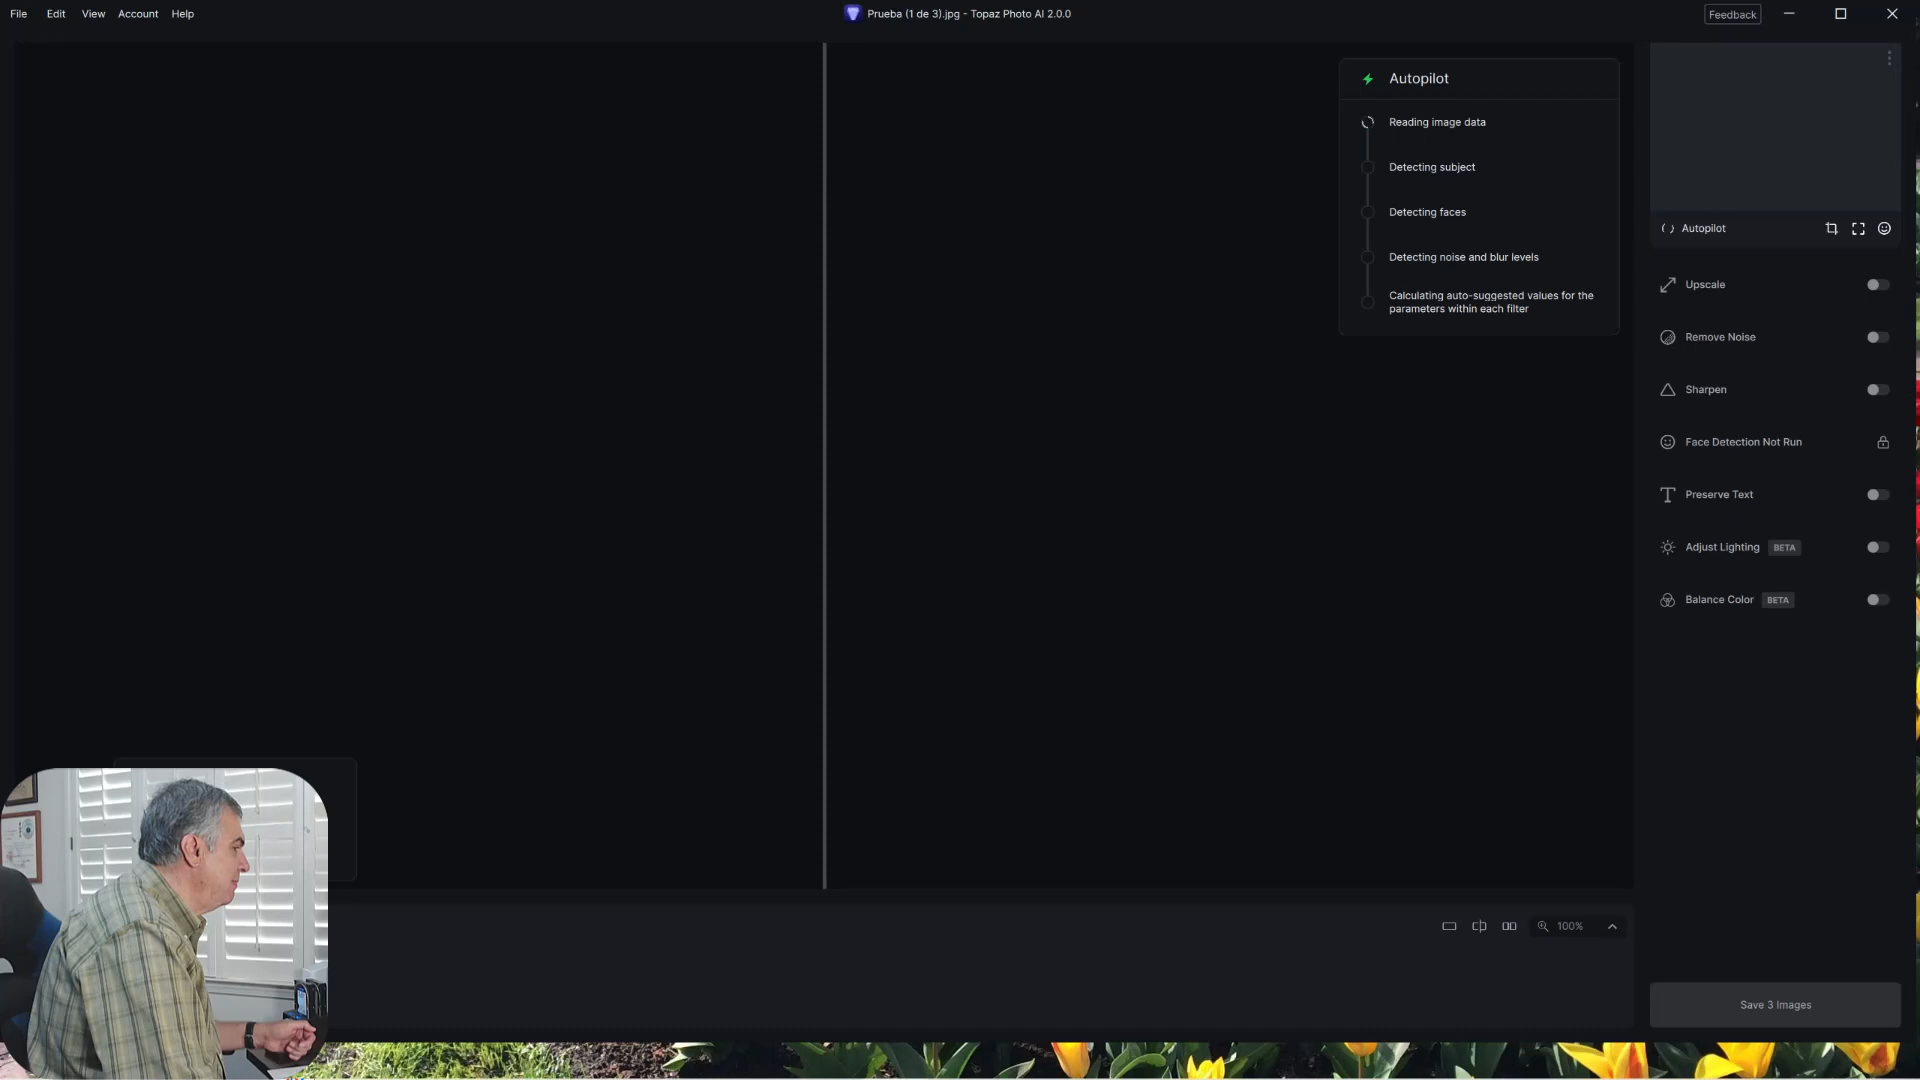 File Edit View Account Help
Prueba (1 de 3).jpg - Topaz Photo AI 2.0.0
Feedback
Autopilot
Reading image data
Detecting subject
Detecting faces
Detecting noise and blur levels
Calculating auto-suggested values for the
parameters within each filter
Autopilot
Upscale
Remove Noise
Sharpen
Face Detection Not Run
Preserve Text
Adjust Lighting BETA
Balance Color BETA
100%
Save 3 Images